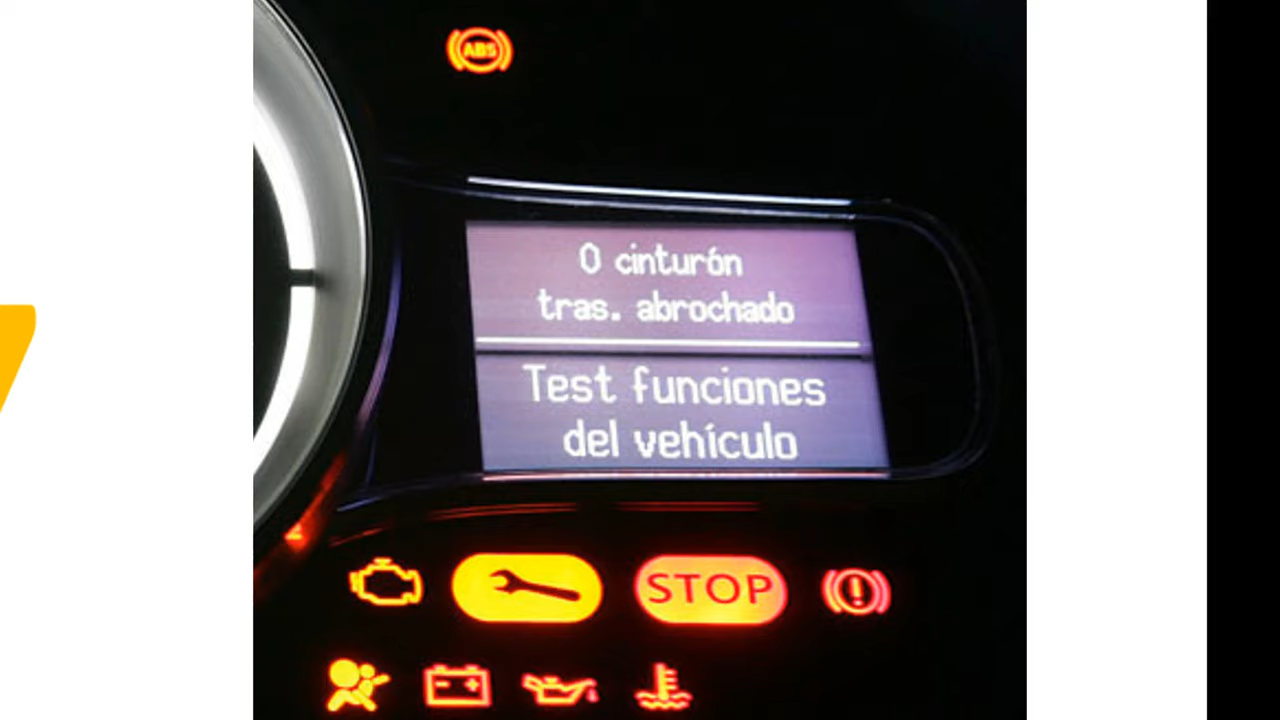 ABS
0 cinturón
tras. abrochado
Test funciones
del vehículo
STOP